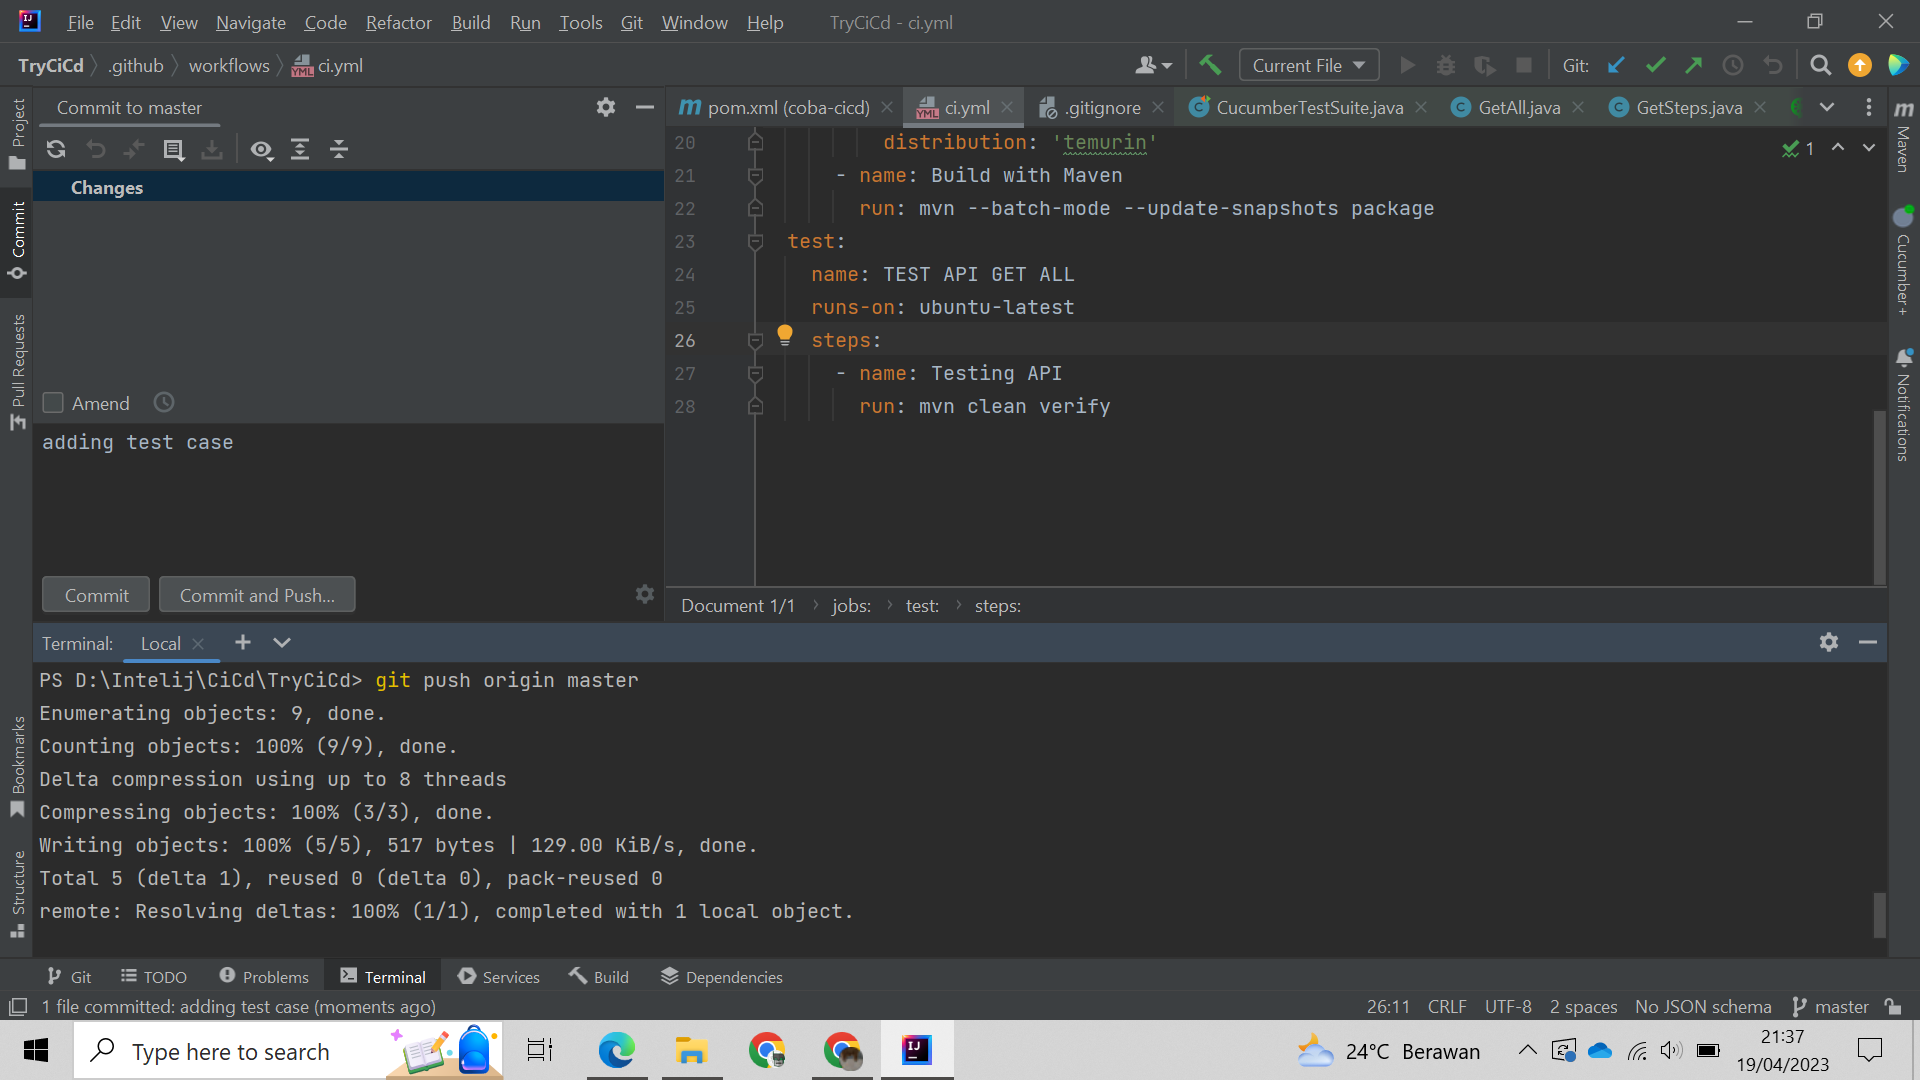 File Edit View Navigate Code Refactor Build Run Tools Git Window Help TryCiCd - ci.yml
TryCiCd .github workflows ci.yml Current File Git:
Commit to master
pom.xml (coba-cicd) ci.yml .gitignore CucumberTestSuite.java GetAll.java GetSteps.java
Changes
Amend
adding test case
Commit Commit and Push...
Project
Commit
Pull Requests
Bookmarks
Structure
20 distribution: 'temurin'
21 - name: Build with Maven
22 run: mvn --batch-mode --update-snapshots package
23 test:
24 name: TEST API GET ALL
25 runs-on: ubuntu-latest
26 steps:
27 - name: Testing API
28 run: mvn clean verify
1
Document 1/1 jobs: test: steps:
Maven
Cucumber+
Notifications
Terminal: Local
PS D:\Intelij\CiCd\TryCiCd> git push origin master
Enumerating objects: 9, done.
Counting objects: 100% (9/9), done.
Delta compression using up to 8 threads
Compressing objects: 100% (3/3), done.
Writing objects: 100% (5/5), 517 bytes | 129.00 KiB/s, done.
Total 5 (delta 1), reused 0 (delta 0), pack-reused 0
remote: Resolving deltas: 100% (1/1), completed with 1 local object.
Git TODO Problems Terminal Services Build Dependencies
1 file committed: adding test case (moments ago) 26:11 CRLF UTF-8 2 spaces No JSON schema master
Type here to search 24°C Berawan 21:37
19/04/2023